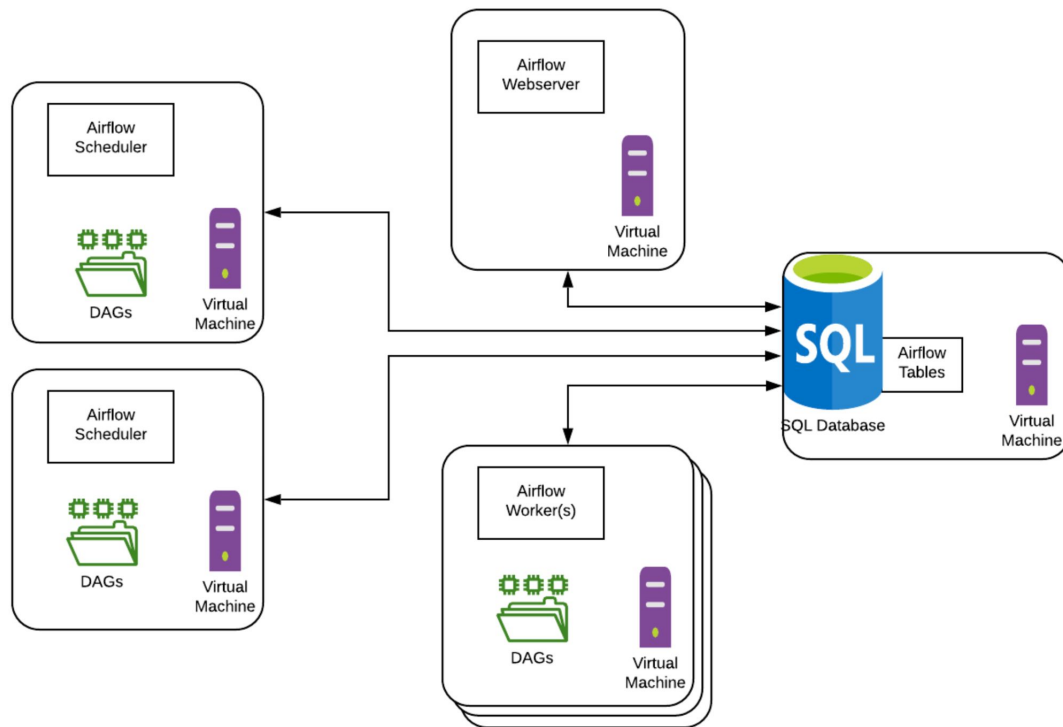 Airflow
Webserver
Virtual
Machine
Airflow
Scheduler
DAGs
Virtual
Machine
SQL
Airflow
Tables
SQL Database
Virtual
Machine
Airflow
Scheduler
DAGs
Virtual
Machine
Airflow
Worker(s)
DAGs
Virtual
Machine